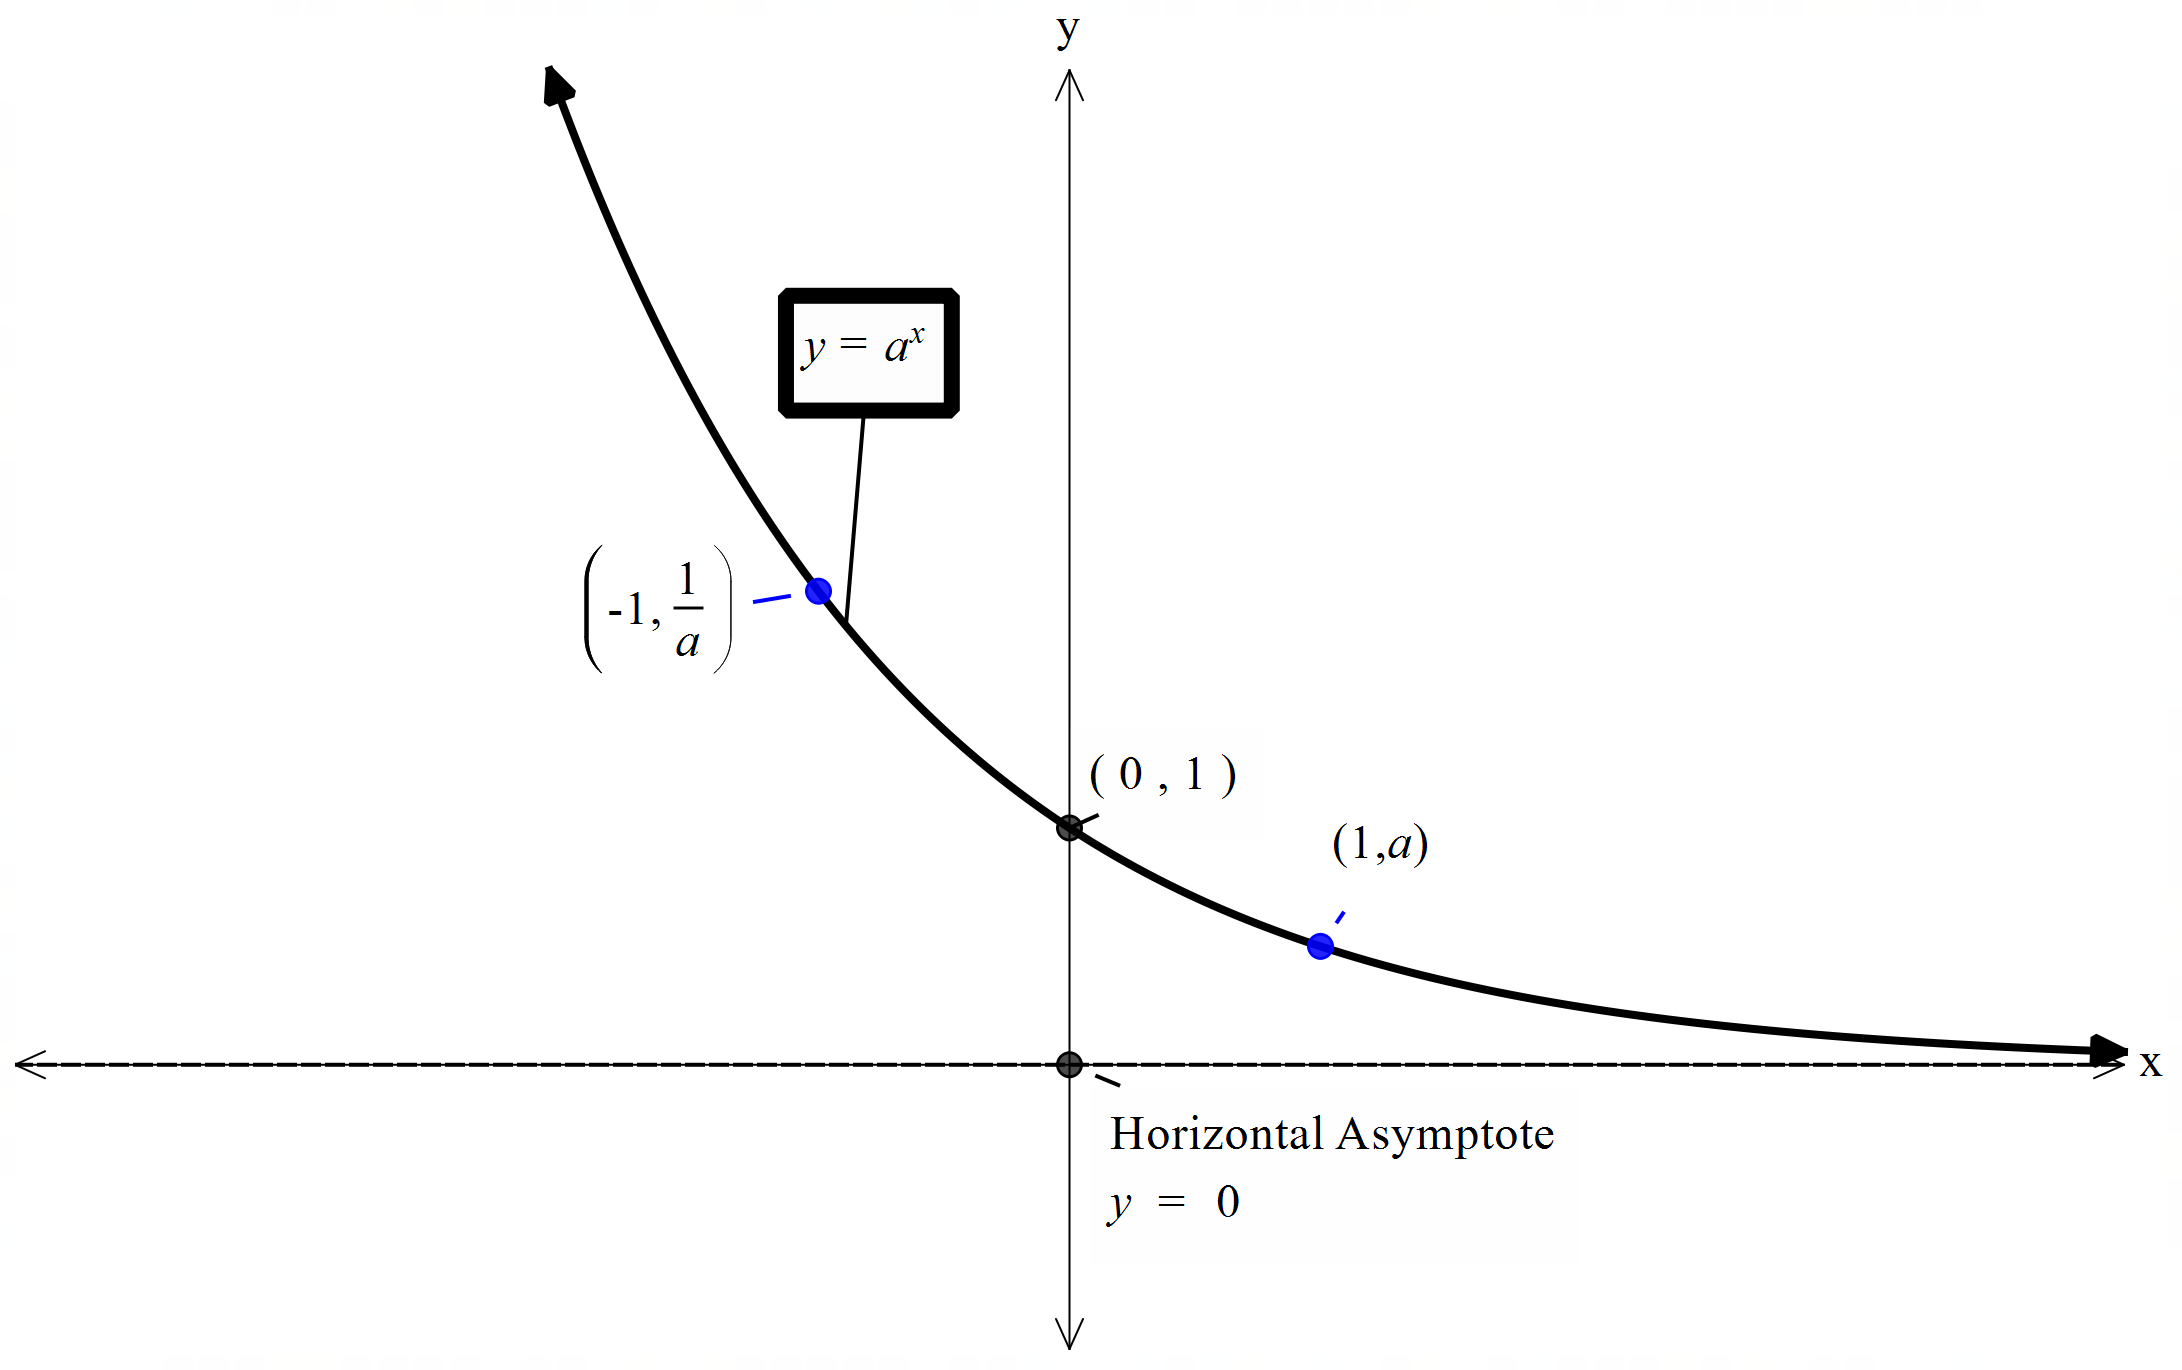 y
y = a^x
(-1, 1/a)
( 0 , 1 )
(1,a)
x
Horizontal Asymptote
y = 0